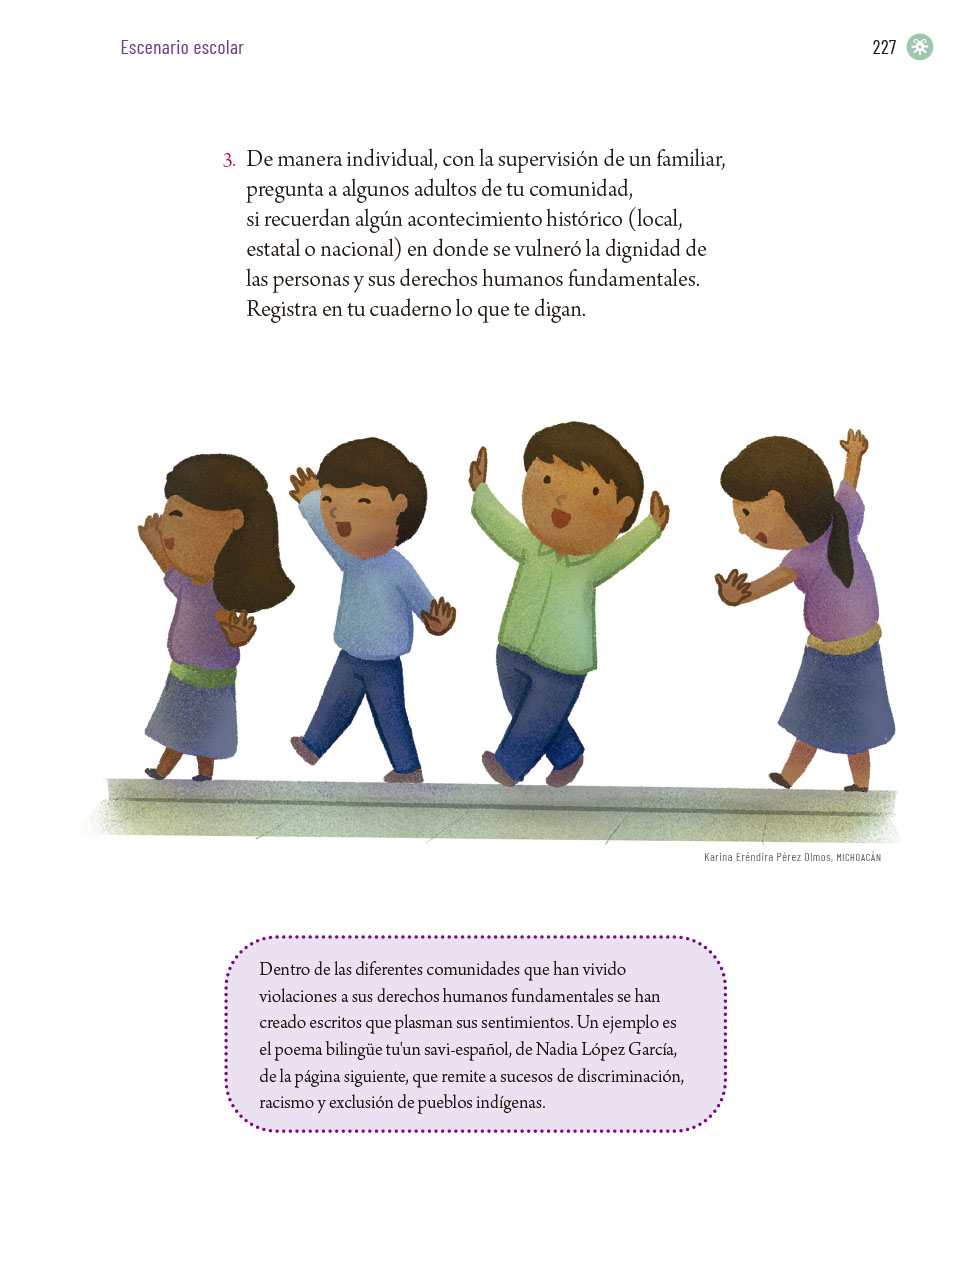 Escenario escolar
227
3. De manera individual, con la supervisión de un familiar,
pregunta a algunos adultos de tu comunidad,
si recuerdan algún acontecimiento histórico (local,
estatal o nacional) en donde se vulneró la dignidad de
las personas y sus derechos humanos fundamentales.
Registra en tu cuaderno lo que te digan.
Karina Eréndira Pérez Olmos, MICHOACÁN
Dentro de las diferentes comunidades que han vivido
violaciones a sus derechos humanos fundamentales se han
creado escritos que plasman sus sentimientos. Un ejemplo es
el poema bilingüe tu'un savi-español, de Nadia López García,
de la página siguiente, que remite a sucesos de discriminación,
racismo y exclusión de pueblos indígenas.